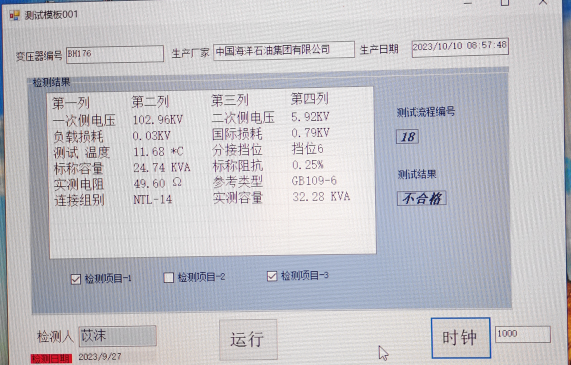 测试模板001
变压器编号 BH176 生产厂家 中国海洋石油集团有限公司 生产日期 2023/10/10 08:57:48
检测结果
第一列 第二列 第三列 第四列
一次侧电压 102.96KV 二次侧电压 5.92KV
负载损耗 0.03KV 国际损耗 0.79KV
测试 温度 11.68 *C 分接挡位 挡位6
标称容量 24.74 KVA 标称阻抗 0.25%
实测电阻 49.60 Ω 参考类型 GB109-6
连接组别 NTL-14 实测容量 32.28 KVA
测试流程编号
18
测试结果
不合格
检测项目-1 检测项目-2 检测项目-3
检测人 苡沫 运行 时钟 1000
检测日期 2023/9/27